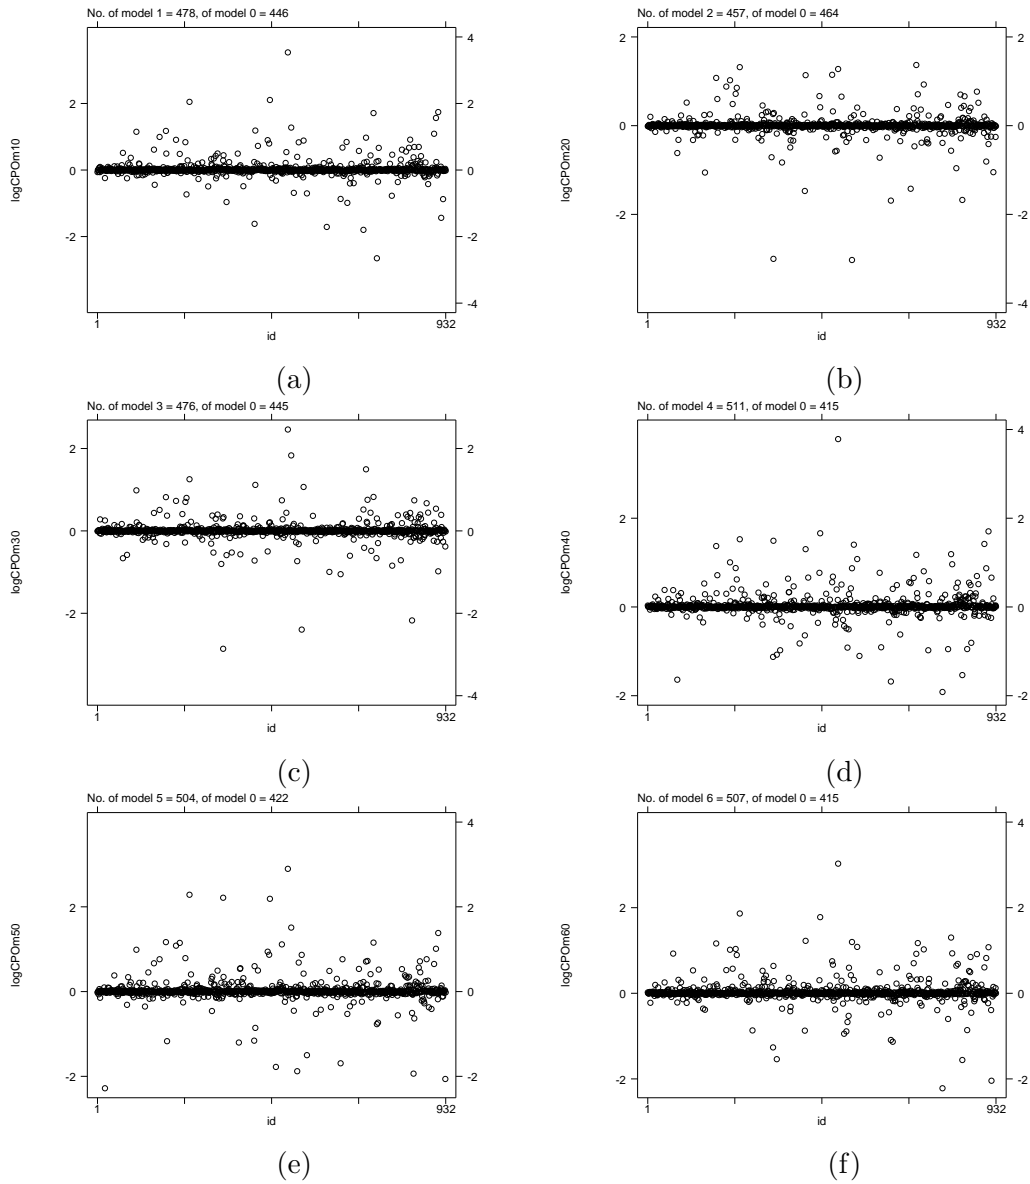 No. of model 1 = 478, of model 0 = 446
4
2
2
0
0
-2
-2
-4
logCPOm10
1
932
id
(a)
No. of model 2 = 457, of model 0 = 464
2
2
0
0
-2
-2
-4
logCPOm20
1
932
id
(b)
No. of model 3 = 476, of model 0 = 445
2
2
0
0
-2
-2
-4
logCPOm30
1
932
id
(c)
No. of model 4 = 511, of model 0 = 415
4
2
2
0
0
-2
-2
logCPOm40
1
932
id
(d)
No. of model 5 = 504, of model 0 = 422
4
2
2
0
0
-2
-2
logCPOm50
1
932
id
(e)
No. of model 6 = 507, of model 0 = 415
4
2
2
0
0
-2
-2
logCPOm60
1
932
id
(f)